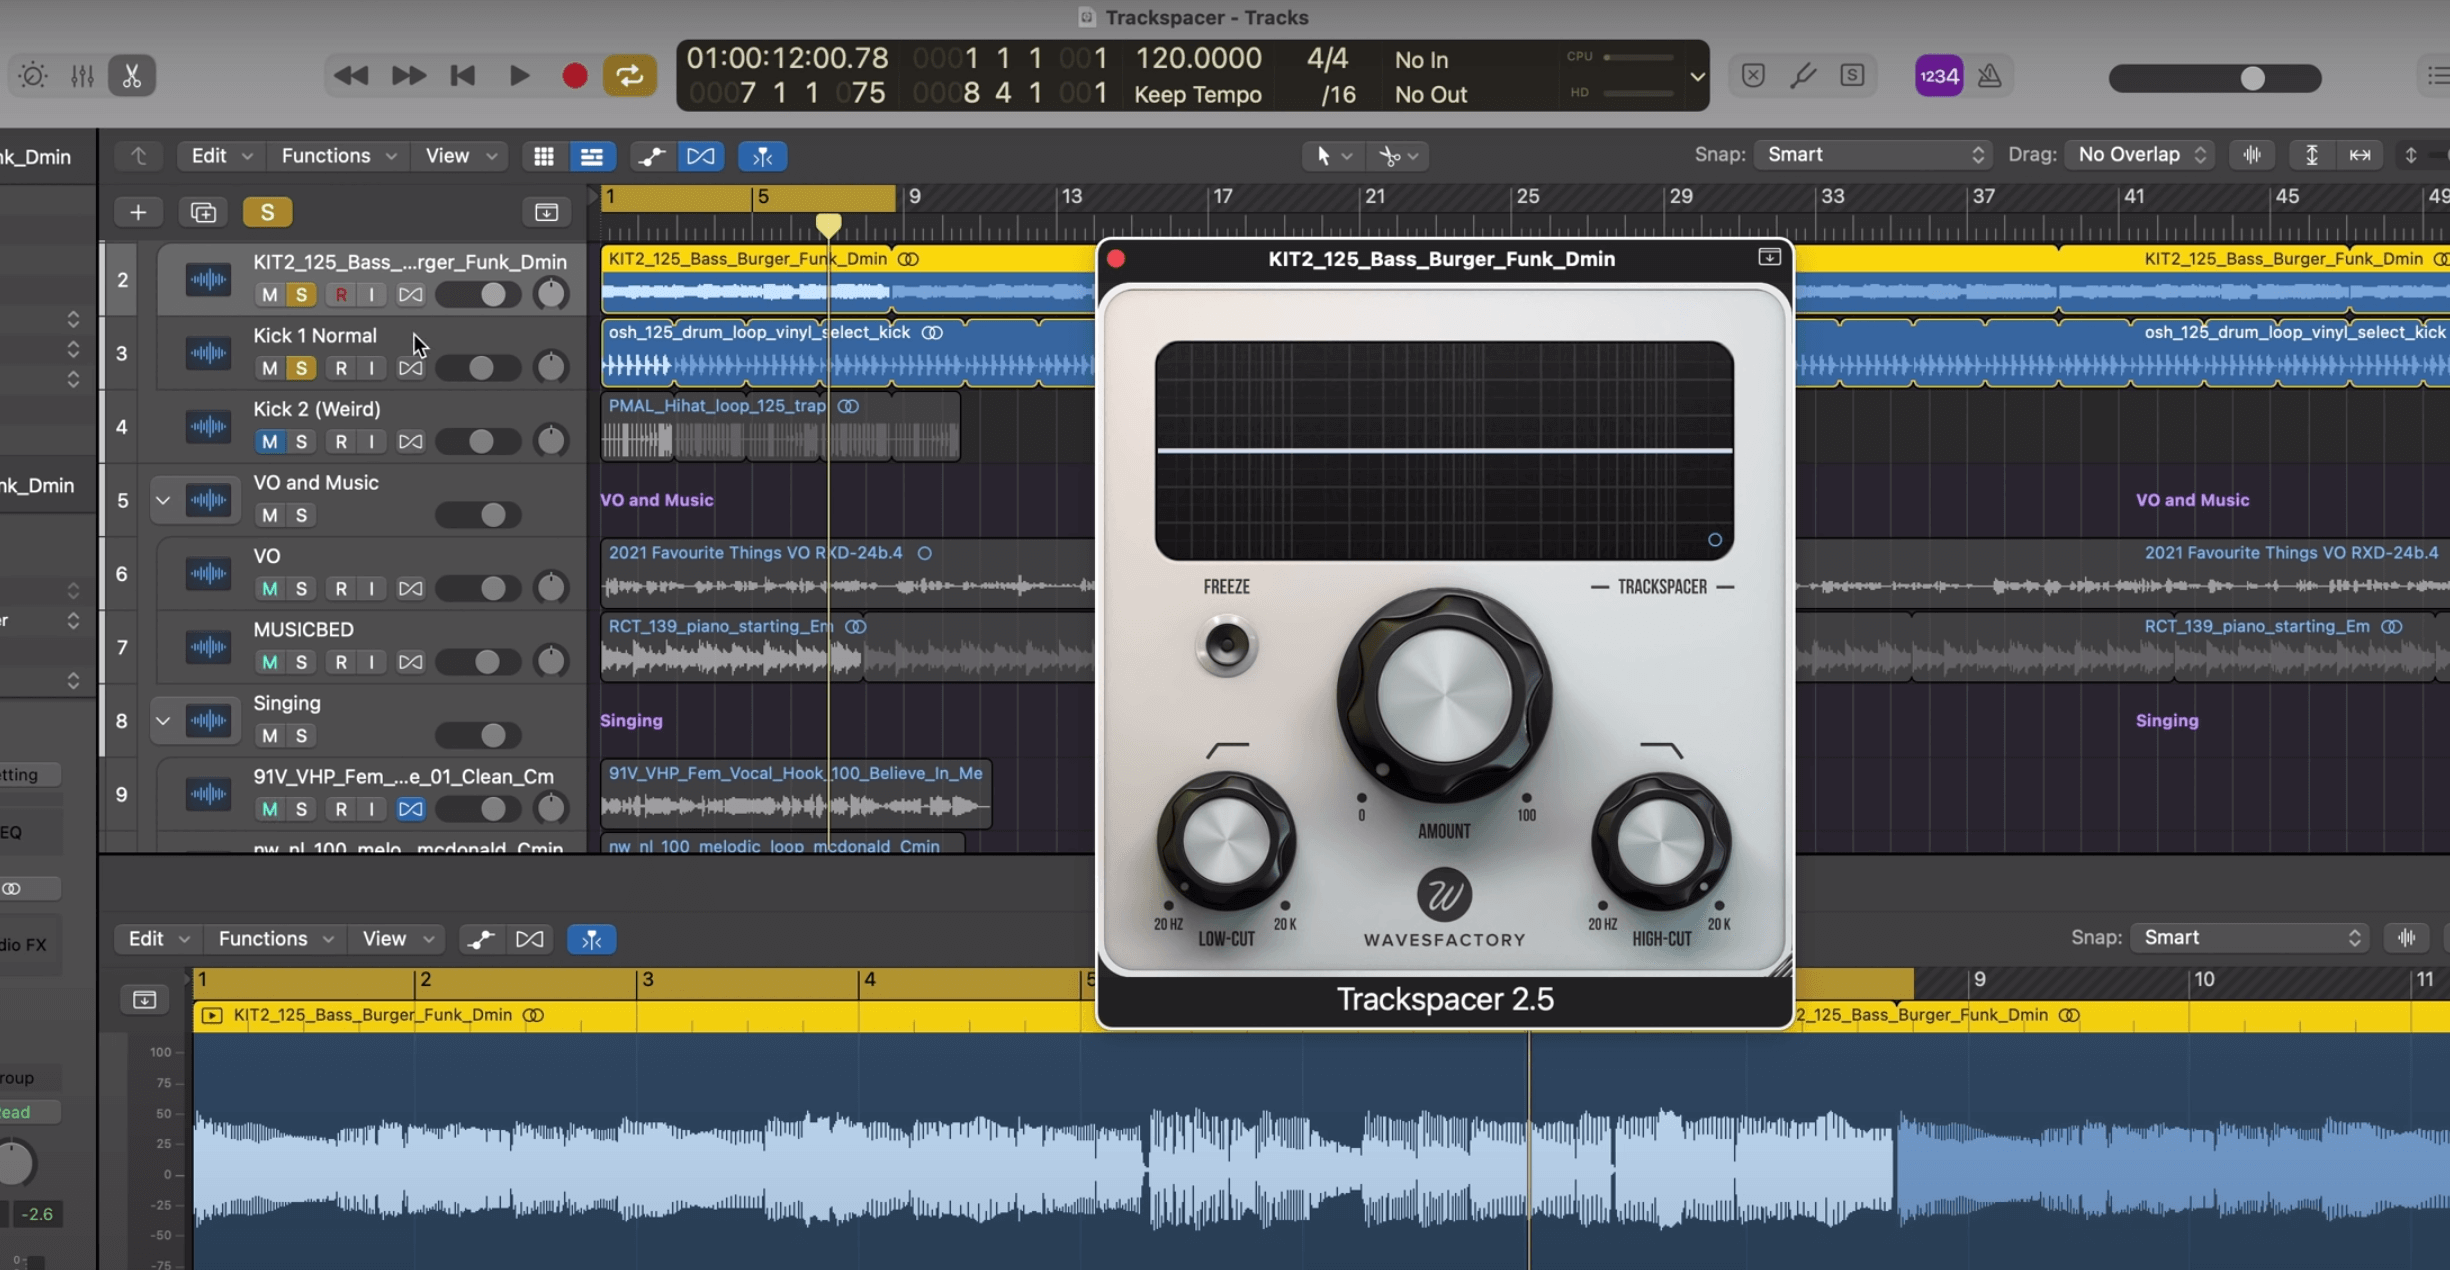 Trackspacer - Tracks
01:00:12:00.78 0001 1 1 001 120.0000 4/4 No In CPU
0007 1 1 075 0008 4 1 001 Keep Tempo /16 No Out HD
1234
nk_Dmin
Edit Functions View
Snap: Smart Drag: No Overlap
S
1 5 9 13 17 21 25 29 33 37 41 45 49
2 KIT2_125_Bass_...rger_Funk_Dmin
M S R I
KIT2_125_Bass_Burger_Funk_Dmin
KIT2_125_Bass_Burger_Funk_Dmin
3 Kick 1 Normal
M S R I
osh_125_drum_loop_vinyl_select_kick
osh_125_drum_loop_vinyl_select_kick
4 Kick 2 (Weird)
M S R I
PMAL_Hihat_loop_125_trap
nk_Dmin
5 VO and Music
M S
VO and Music
VO and Music
6 VO
M S R I
2021 Favourite Things VO RXD-24b.4
2021 Favourite Things VO RXD-24b.4
er
7 MUSICBED
M S R I
RCT_139_piano_starting_Em
RCT_139_piano_starting_Em
8 Singing
M S
Singing
Singing
9 91V_VHP_Fem_...e_01_Clean_Cm
M S R I
91V_VHP_Fem_Vocal_Hook_100_Believe_In_Me
nw_nl_100_melo...mcdonald_Cmin
nw_nl_100_melodic_loop_mcdonald_Cmin
KIT2_125_Bass_Burger_Funk_Dmin
FREEZE
TRACKSPACER
0 100
AMOUNT
20 HZ 20 K
LOW-CUT
20 HZ 20 K
HIGH-CUT
WAVESFACTORY
Trackspacer 2.5
etting
EQ
dio FX
roup
Read
-2.6
0
Edit Functions View
Snap: Smart
1 2 3 4 5 9 10 11
KIT2_125_Bass_Burger_Funk_Dmin
2_125_Bass_Burger_Funk_Dmin
100
75
50
25
0
-25
-50
-75